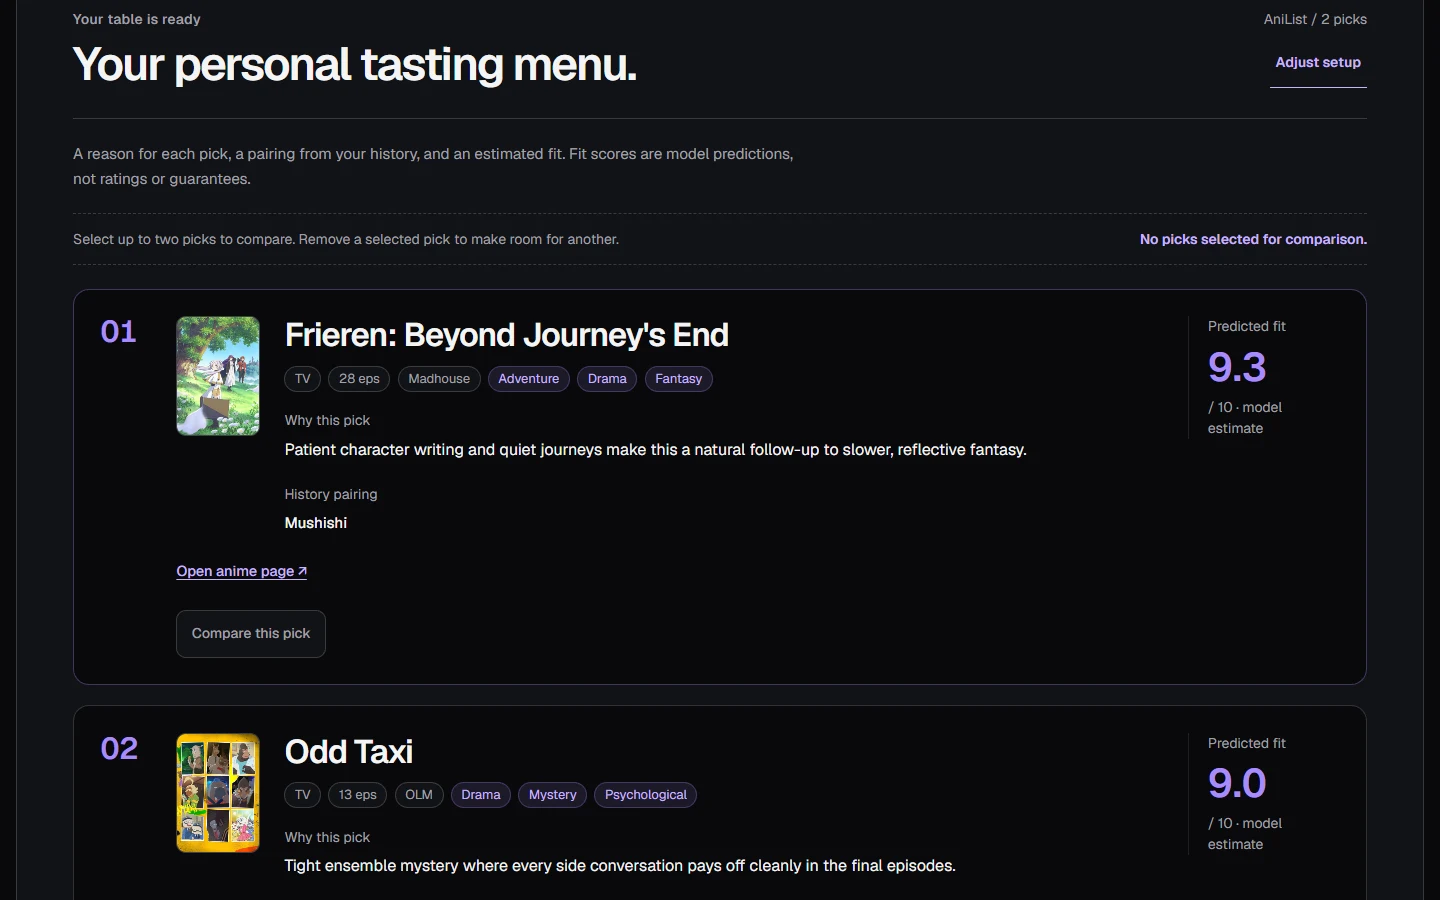 Your table is ready
AniList / 2 picks
Your personal tasting menu.
Adjust setup
A reason for each pick, a pairing from your history, and an estimated fit. Fit scores are model predictions,
not ratings or guarantees.
Select up to two picks to compare. Remove a selected pick to make room for another.
No picks selected for comparison.
01
Frieren: Beyond Journey's End
TV 28 eps Madhouse Adventure Drama Fantasy
Why this pick
Patient character writing and quiet journeys make this a natural follow-up to slower, reflective fantasy.
History pairing
Mushishi
Open anime page ↗
Compare this pick
Predicted fit
9.3
/ 10 · model
estimate
02
Odd Taxi
TV 13 eps OLM Drama Mystery Psychological
Why this pick
Tight ensemble mystery where every side conversation pays off cleanly in the final episodes.
Predicted fit
9.0
/ 10 · model
estimate